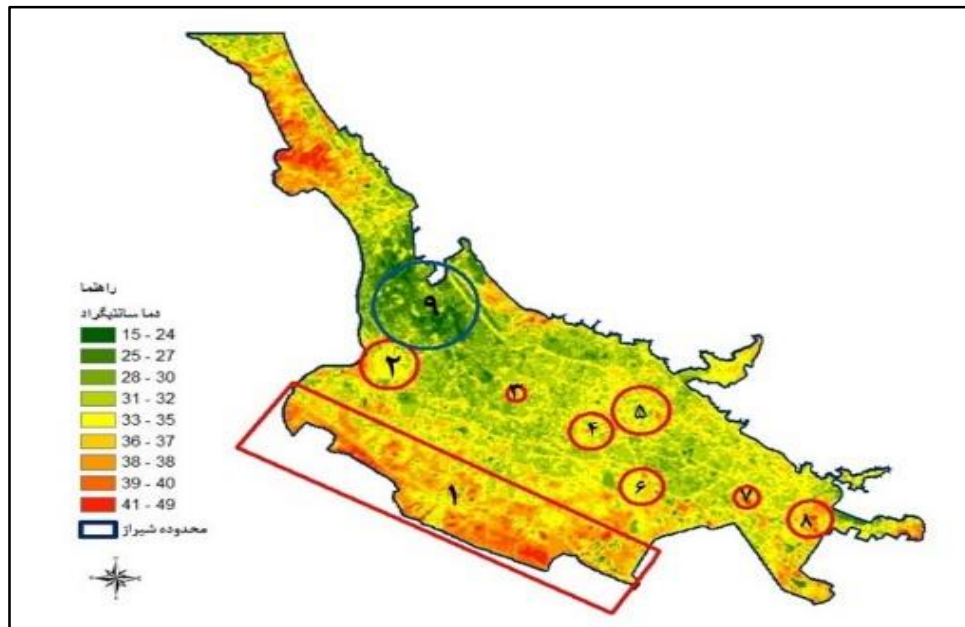 ۹
۲
۳
۵
۴
۶
۱
۷
۸
راهنما
دما سانتیگراد
15 - 24
25 - 27
28 - 30
31 - 32
33 - 35
36 - 37
38 - 38
39 - 40
41 - 49
محدوده شیراز